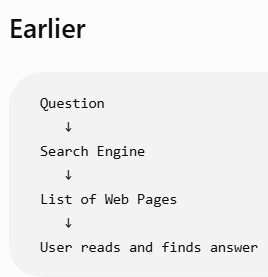 Earlier
Question
↓
Search Engine
↓
List of Web Pages
↓
User reads and finds answer